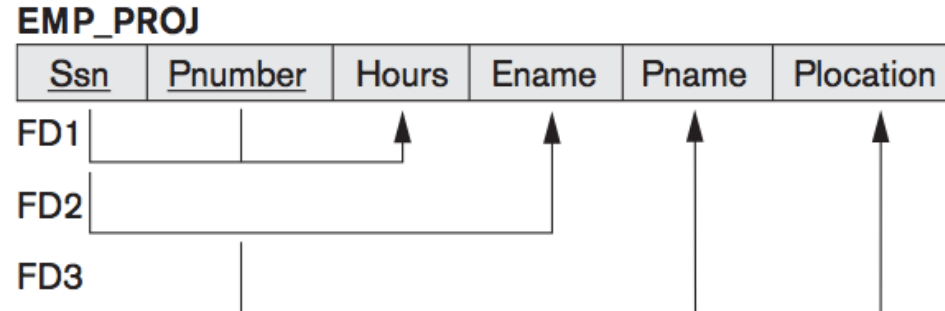 EMP_PROJ
Ssn Pnumber Hours Ename Pname Plocation
FD1
FD2
FD3